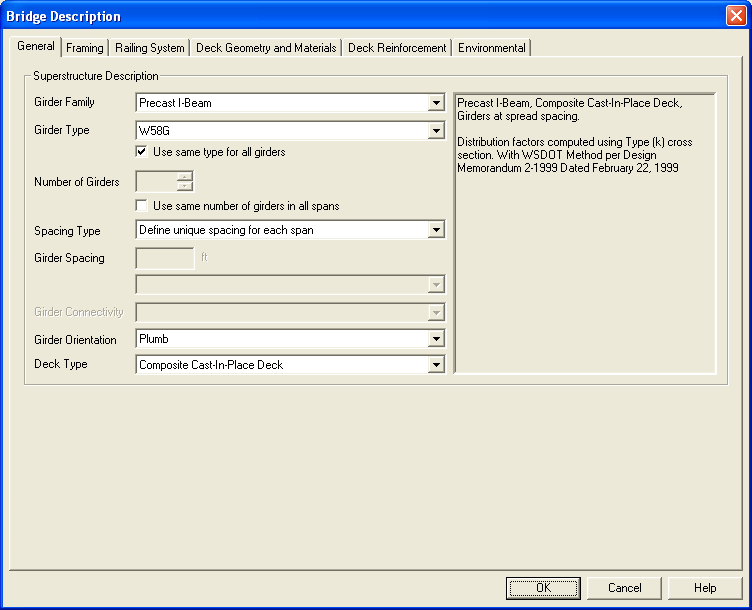 Bridge Description
General Framing Railing System Deck Geometry and Materials Deck Reinforcement Environmental
Superstructure Description
Girder Family Precast I-Beam
Girder Type W58G
Use same type for all girders
Number of Girders
Use same number of girders in all spans
Spacing Type Define unique spacing for each span
Girder Spacing ft
Girder Connectivity
Girder Orientation Plumb
Deck Type Composite Cast-In-Place Deck
Precast I-Beam, Composite Cast-In-Place Deck,
Girders at spread spacing.
Distribution factors computed using Type (k) cross
section. With WSDOT Method per Design
Memorandum 2-1999 Dated February 22, 1999
OK Cancel Help